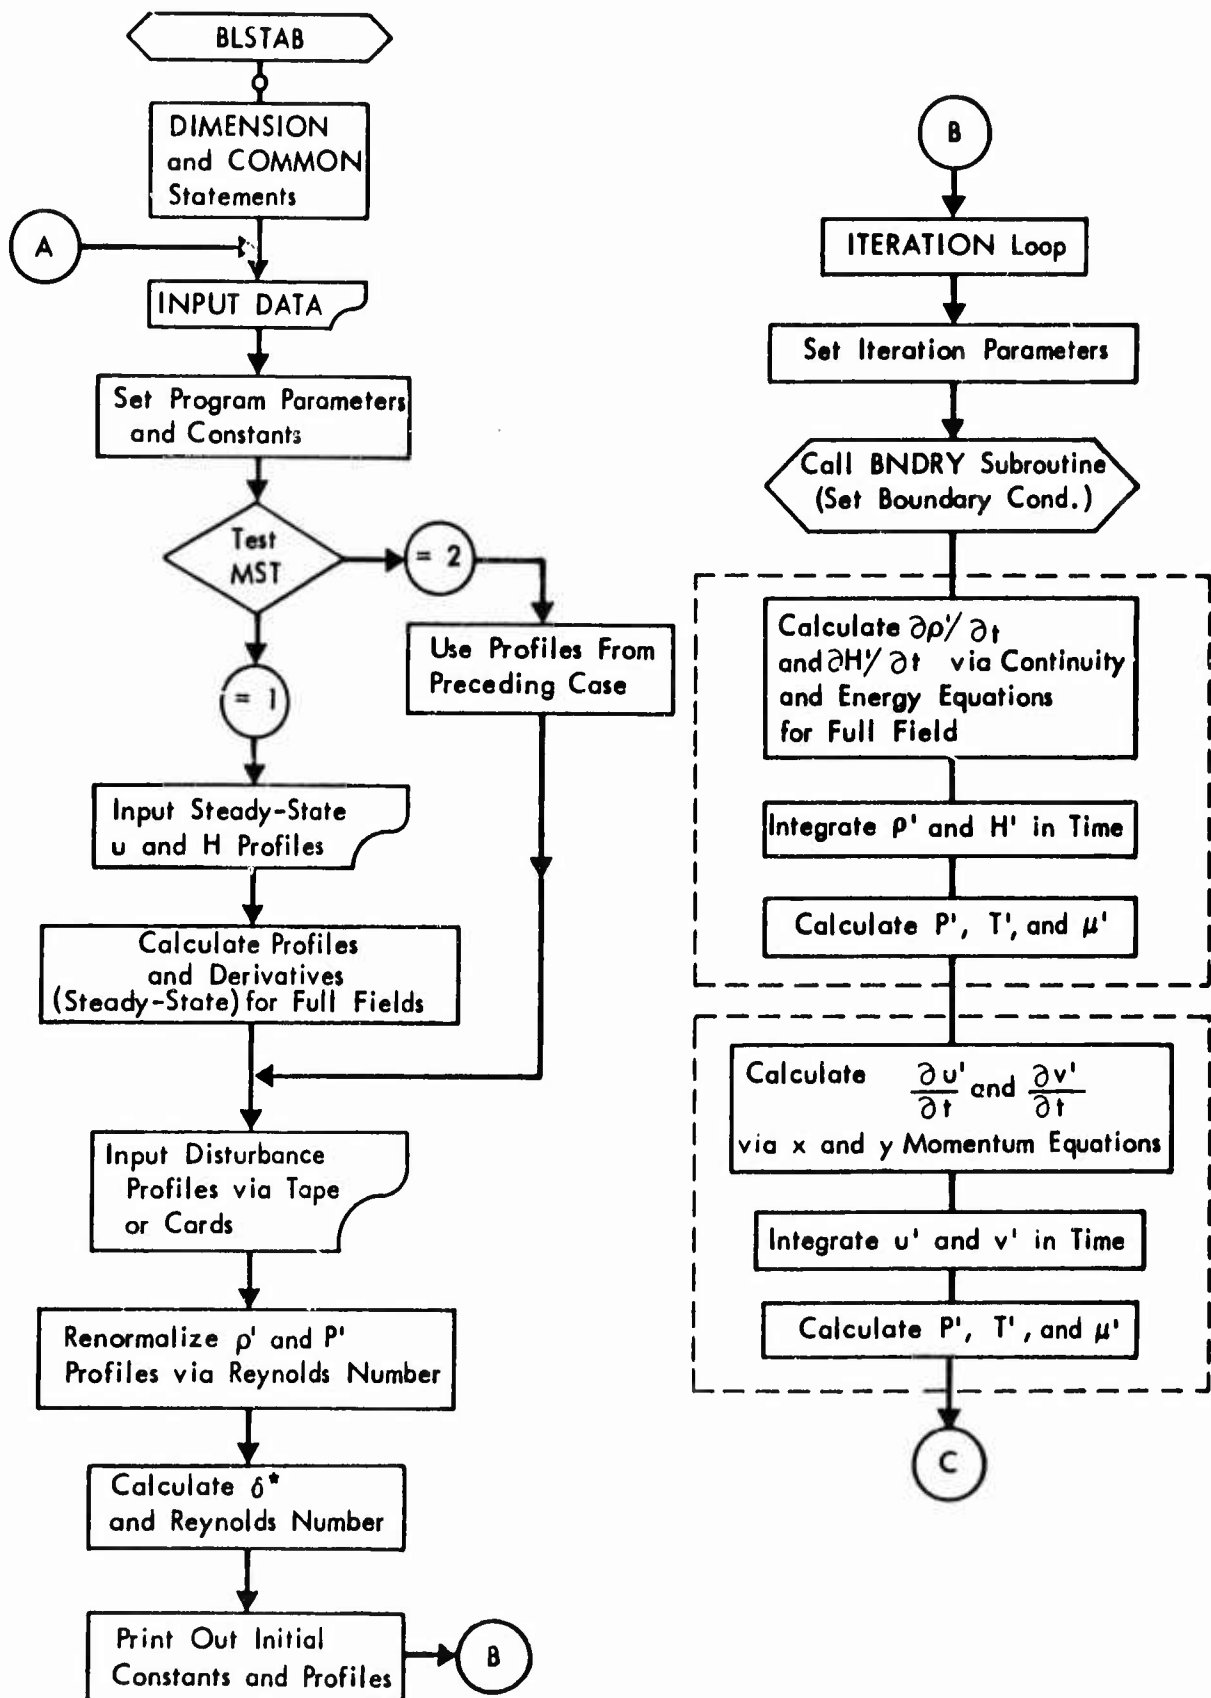 BLSTAB
DIMENSION
and COMMON
Statements
A
INPUT DATA
Set Program Parameters
and Constants
Test
MST
= 2
= 1
Use Profiles From
Preceding Case
Input Steady-State
u and H Profiles
Calculate Profiles
and Derivatives
(Steady-State) for Full Fields
Input Disturbance
Profiles via Tape
or Cards
Renormalize ρ' and P'
Profiles via Reynolds Number
Calculate δ*
and Reynolds Number
Print Out Initial
Constants and Profiles
B
B
ITERATION Loop
Set Iteration Parameters
Call BNDRY Subroutine
(Set Boundary Cond.)
Calculate ∂ρ'/∂t
and ∂H'/∂t via Continuity
and Energy Equations
for Full Field
Integrate ρ' and H' in Time
Calculate P', T', and μ'
Calculate ∂u'/∂t and ∂v'/∂t
via x and y Momentum Equations
Integrate u' and v' in Time
Calculate P', T', and μ'
C